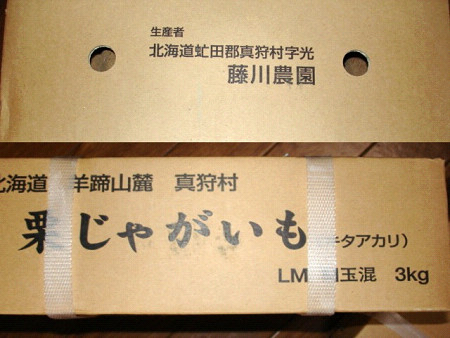 生産者
北海道虻田郡真狩村字光
藤川農園
北海道 羊蹄山麓 真狩村
栗じゃがいも(キタアカリ)
LM 玉混 3kg